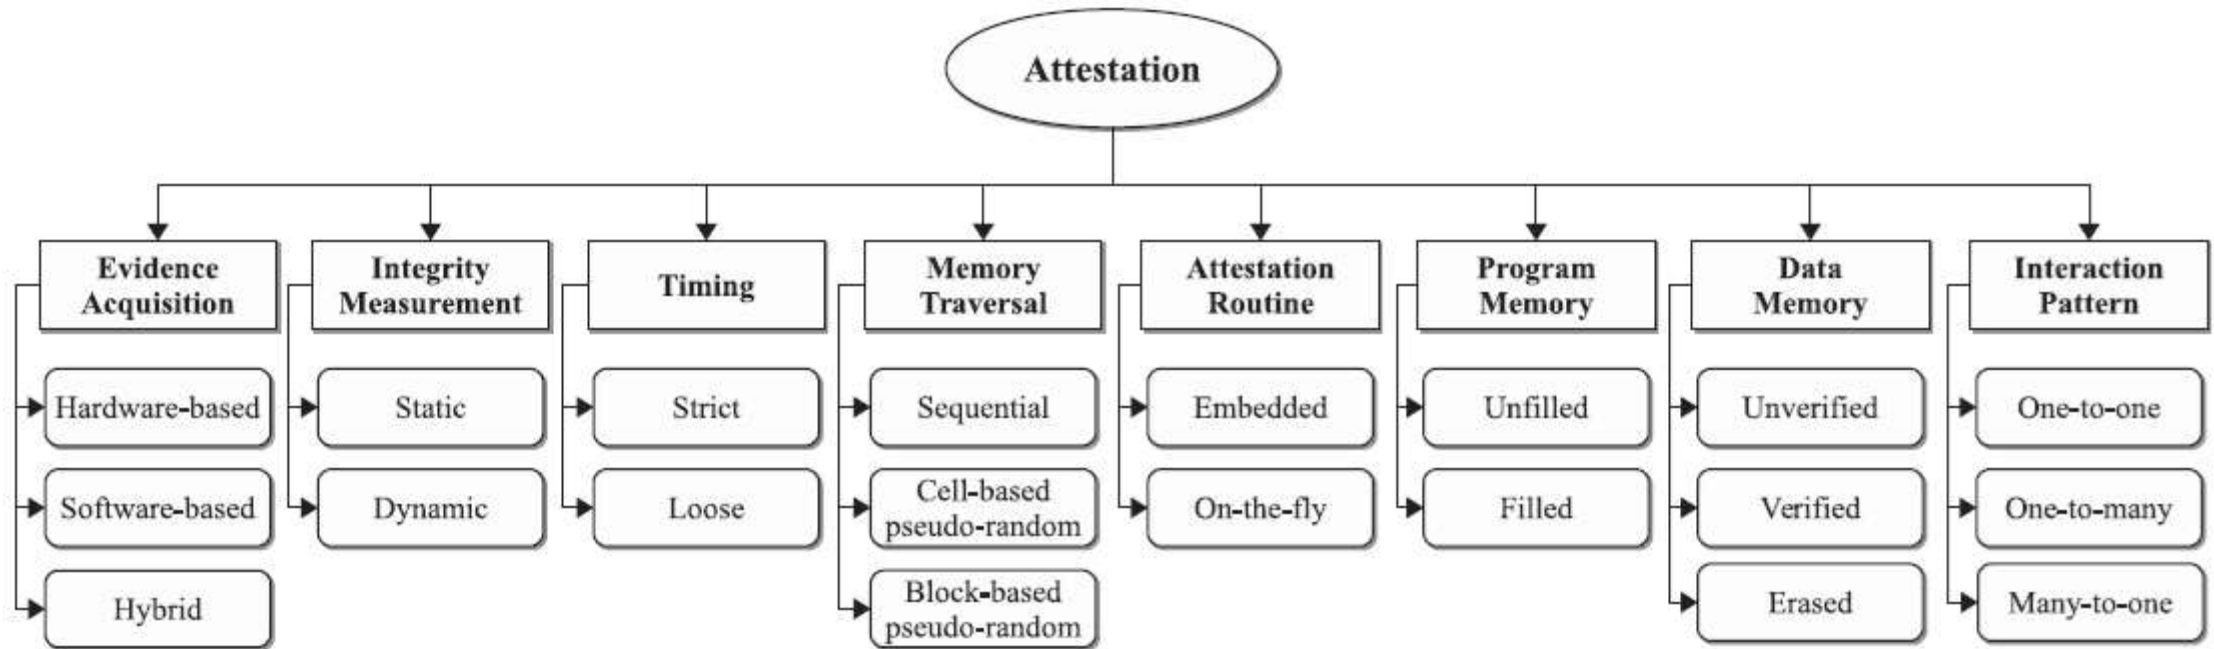 Attestation
Evidence
Acquisition
Hardware-based
Software-based
Hybrid
Integrity
Measurement
Static
Dynamic
Timing
Strict
Loose
Memory
Traversal
Sequential
Cell-based
pseudo-random
Block-based
pseudo-random
Attestation
Routine
Embedded
On-the-fly
Program
Memory
Unfilled
Filled
Data
Memory
Unverified
Verified
Erased
Interaction
Pattern
One-to-one
One-to-many
Many-to-one